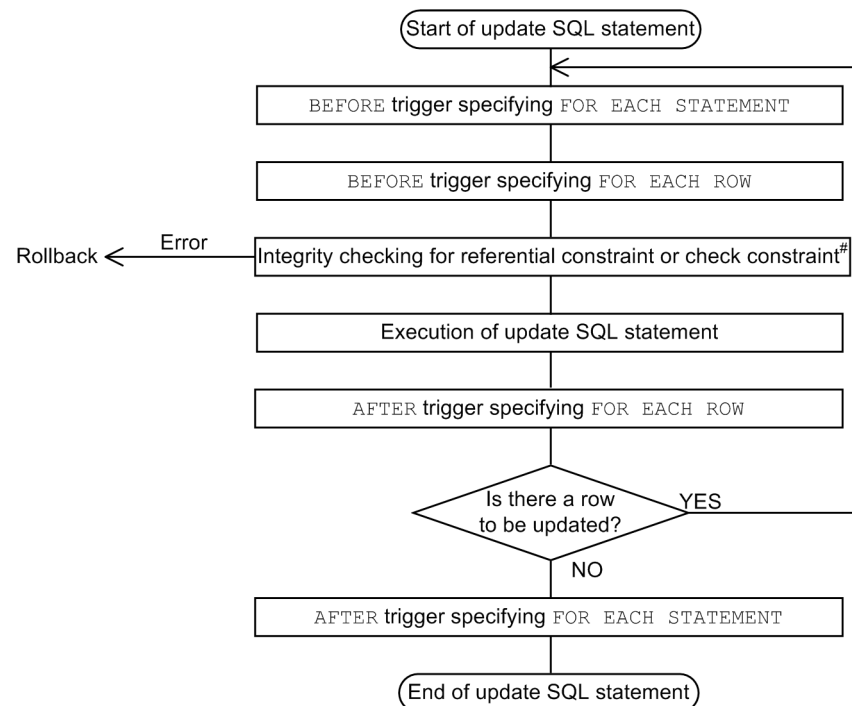 Start of update SQL statement
BEFORE trigger specifying FOR EACH STATEMENT
BEFORE trigger specifying FOR EACH ROW
Rollback
Error
Integrity checking for referential constraint or check constraint#
Execution of update SQL statement
AFTER trigger specifying FOR EACH ROW
Is there a row
to be updated?
YES
NO
AFTER trigger specifying FOR EACH STATEMENT
End of update SQL statement